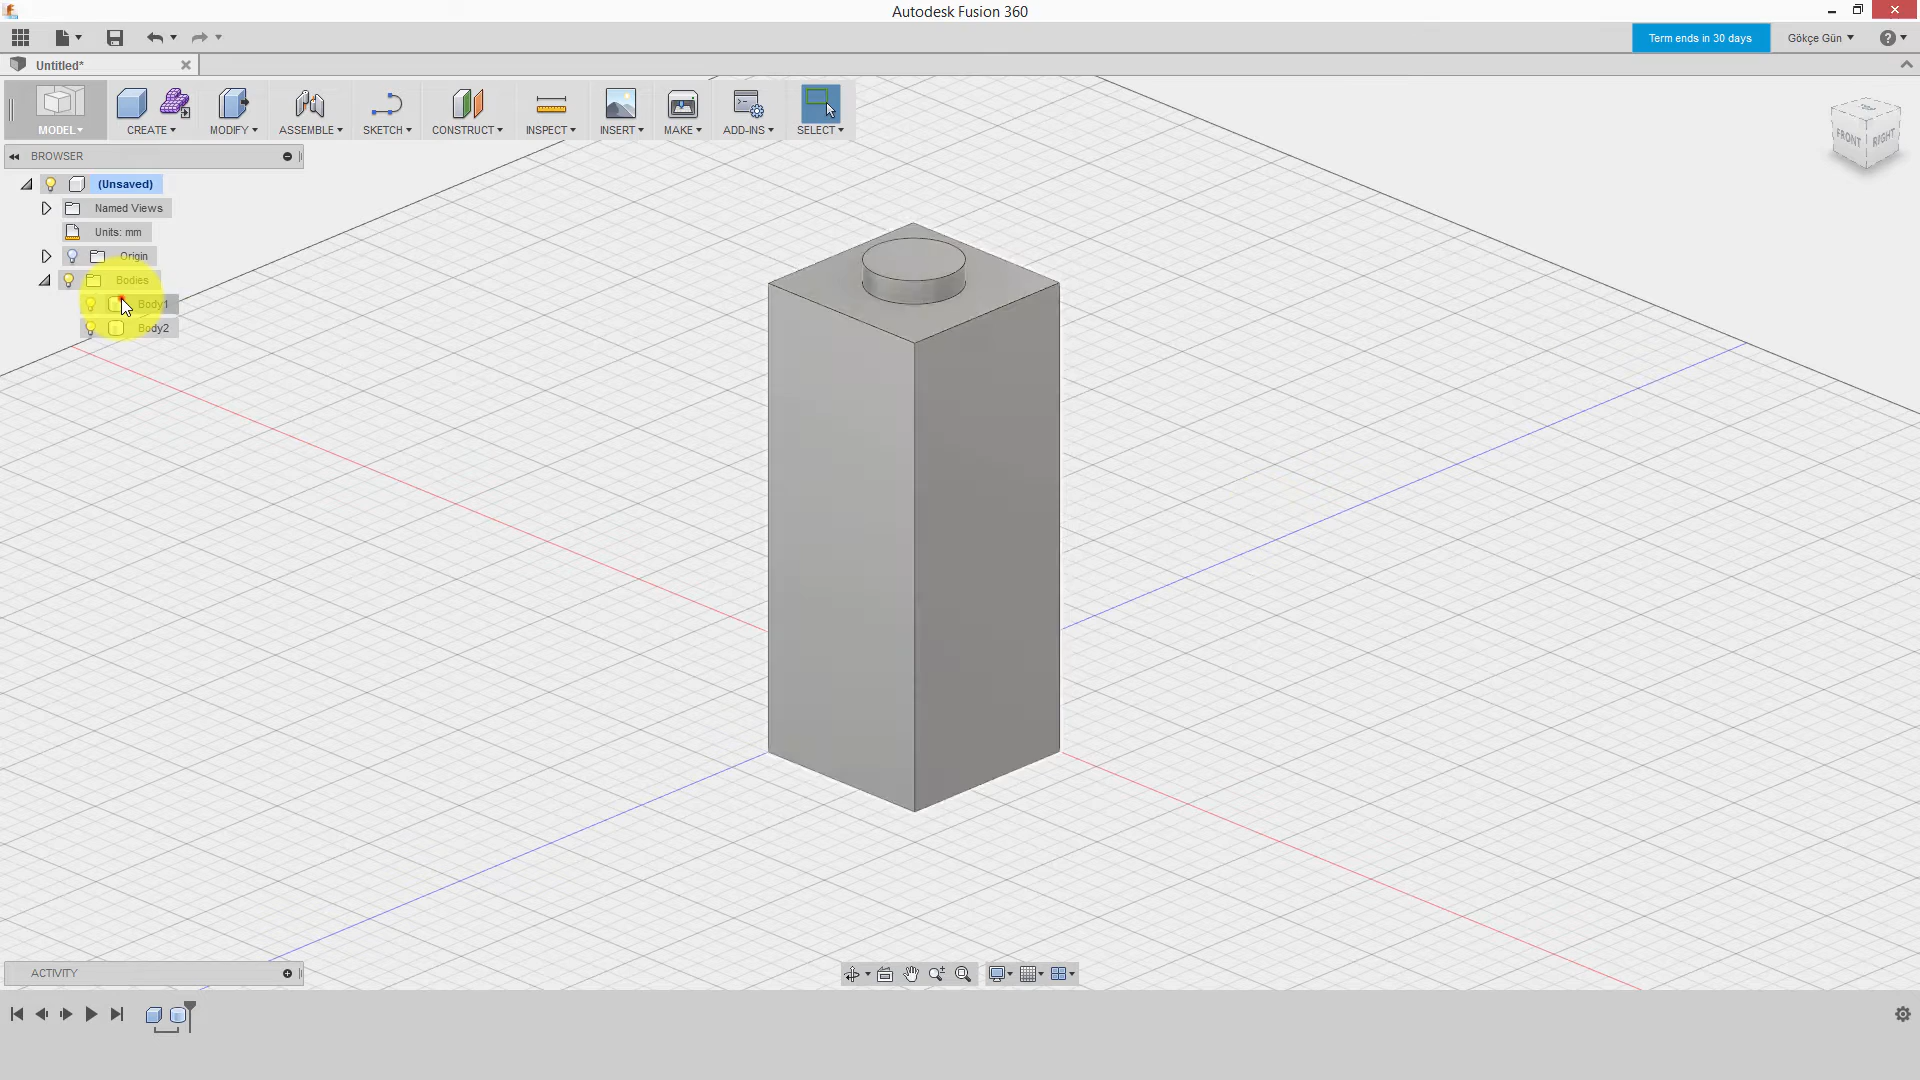 Autodesk Fusion 360
Term ends in 30 days
Gökçe Gün
Untitled*
MODEL
CREATE
MODIFY
ASSEMBLE
SKETCH
CONSTRUCT
INSPECT
INSERT
MAKE
ADD-INS
SELECT
BROWSER
(Unsaved)
Named Views
Units: mm
Origin
Bodies
Body1
Body2
FRONT
RIGHT
ACTIVITY